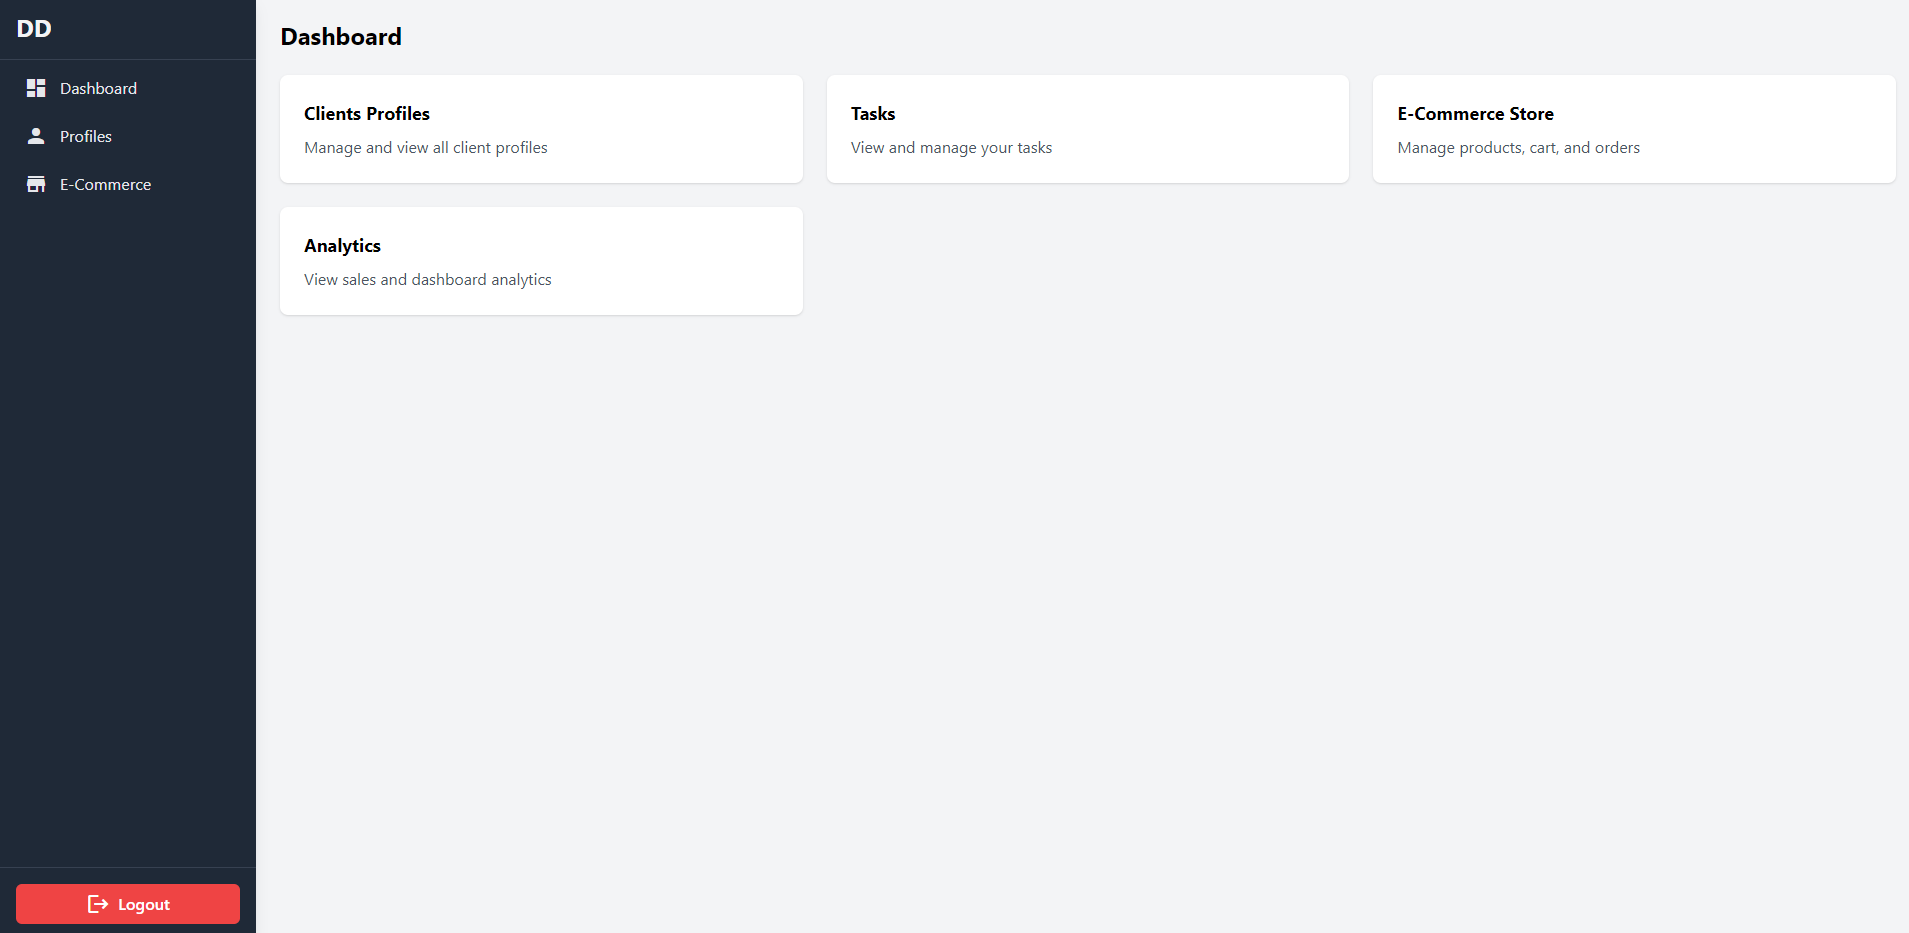 DD
Dashboard
Profiles
E-Commerce
Logout
Dashboard
Clients Profiles
Manage and view all client profiles
Tasks
View and manage your tasks
E-Commerce Store
Manage products, cart, and orders
Analytics
View sales and dashboard analytics